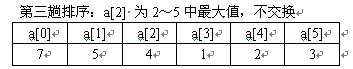 第三趟排序：a[2] 为 2～5 中最大值，不交换
a[0] a[1] a[2] a[3] a[4] a[5]
7 5 4 1 2 3